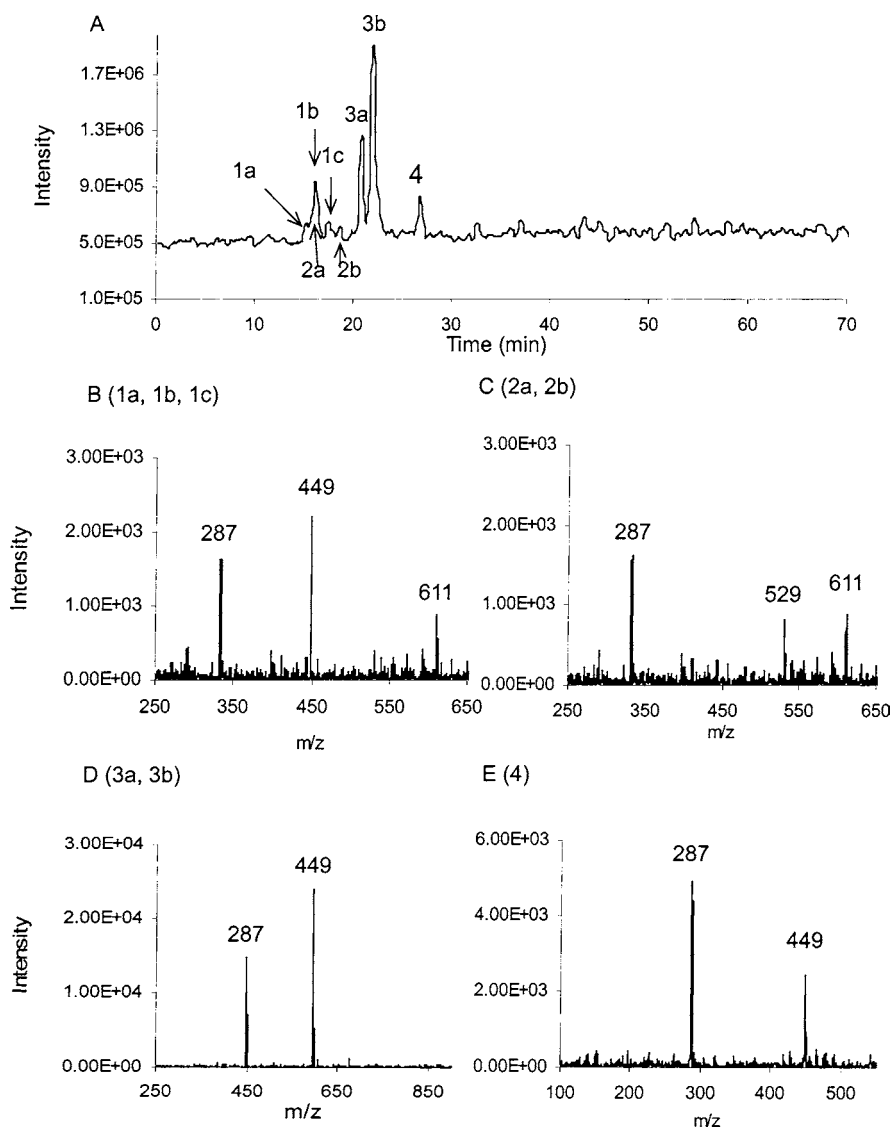 A
3b
1.7E+06
1b
3a
1.3E+06
1c
1a
4
9.0E+05
5.0E+05
2a
2b
1.0E+05
Intensity
0 10 20 30 40 50 60 70
Time (min)
B (1a, 1b, 1c)
3.00E+03
449
287
2.00E+03
611
1.00E+03
0.00E+00
Intensity
250 350 450 550 650
m/z
C (2a, 2b)
3.00E+03
287
2.00E+03
529
611
1.00E+03
0.00E+00
250 350 450 550 650
m/z
D (3a, 3b)
3.00E+04
449
2.00E+04
287
1.00E+04
0.00E+00
Intensity
250 450 650 850
m/z
E (4)
6.00E+03
287
4.00E+03
449
2.00E+03
0.00E+00
100 200 300 400 500
m/z